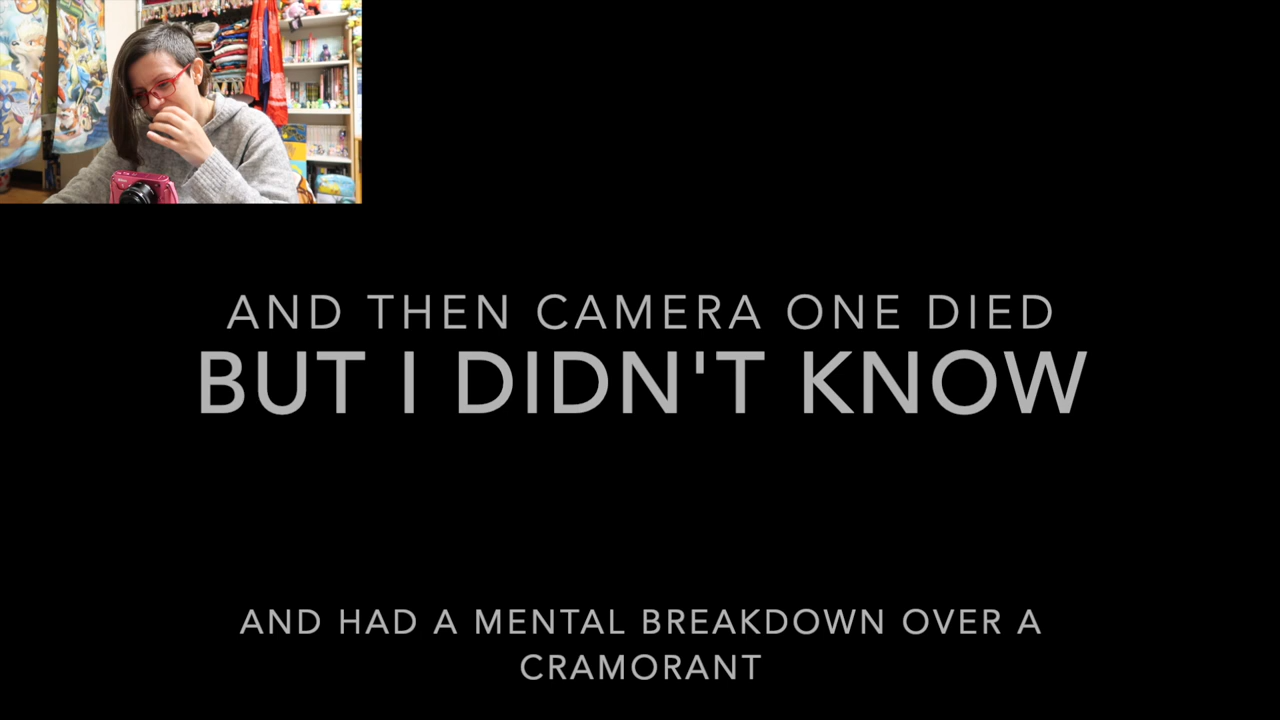 AND THEN CAMERA ONE DIED
BUT I DIDN'T KNOW
AND HAD A MENTAL BREAKDOWN OVER A
CRAMORANT